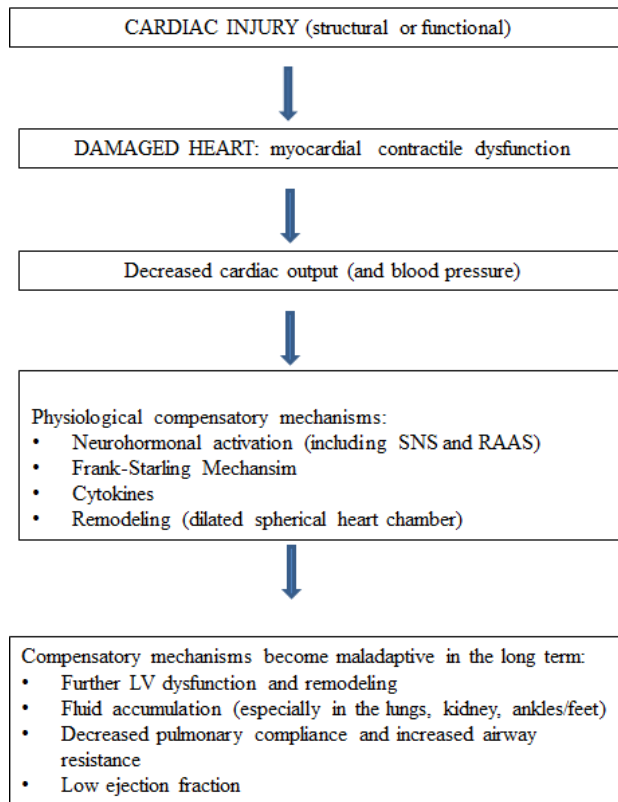 CARDIAC INJURY (structural or functional)
DAMAGED HEART: myocardial contractile dysfunction
Decreased cardiac output (and blood pressure)
Physiological compensatory mechanisms:
• Neurohormonal activation (including SNS and RAAS)
• Frank-Starling Mechansim
• Cytokines
• Remodeling (dilated spherical heart chamber)
Compensatory mechanisms become maladaptive in the long term:
• Further LV dysfunction and remodeling
• Fluid accumulation (especially in the lungs, kidney, ankles/feet)
• Decreased pulmonary compliance and increased airway
resistance
• Low ejection fraction